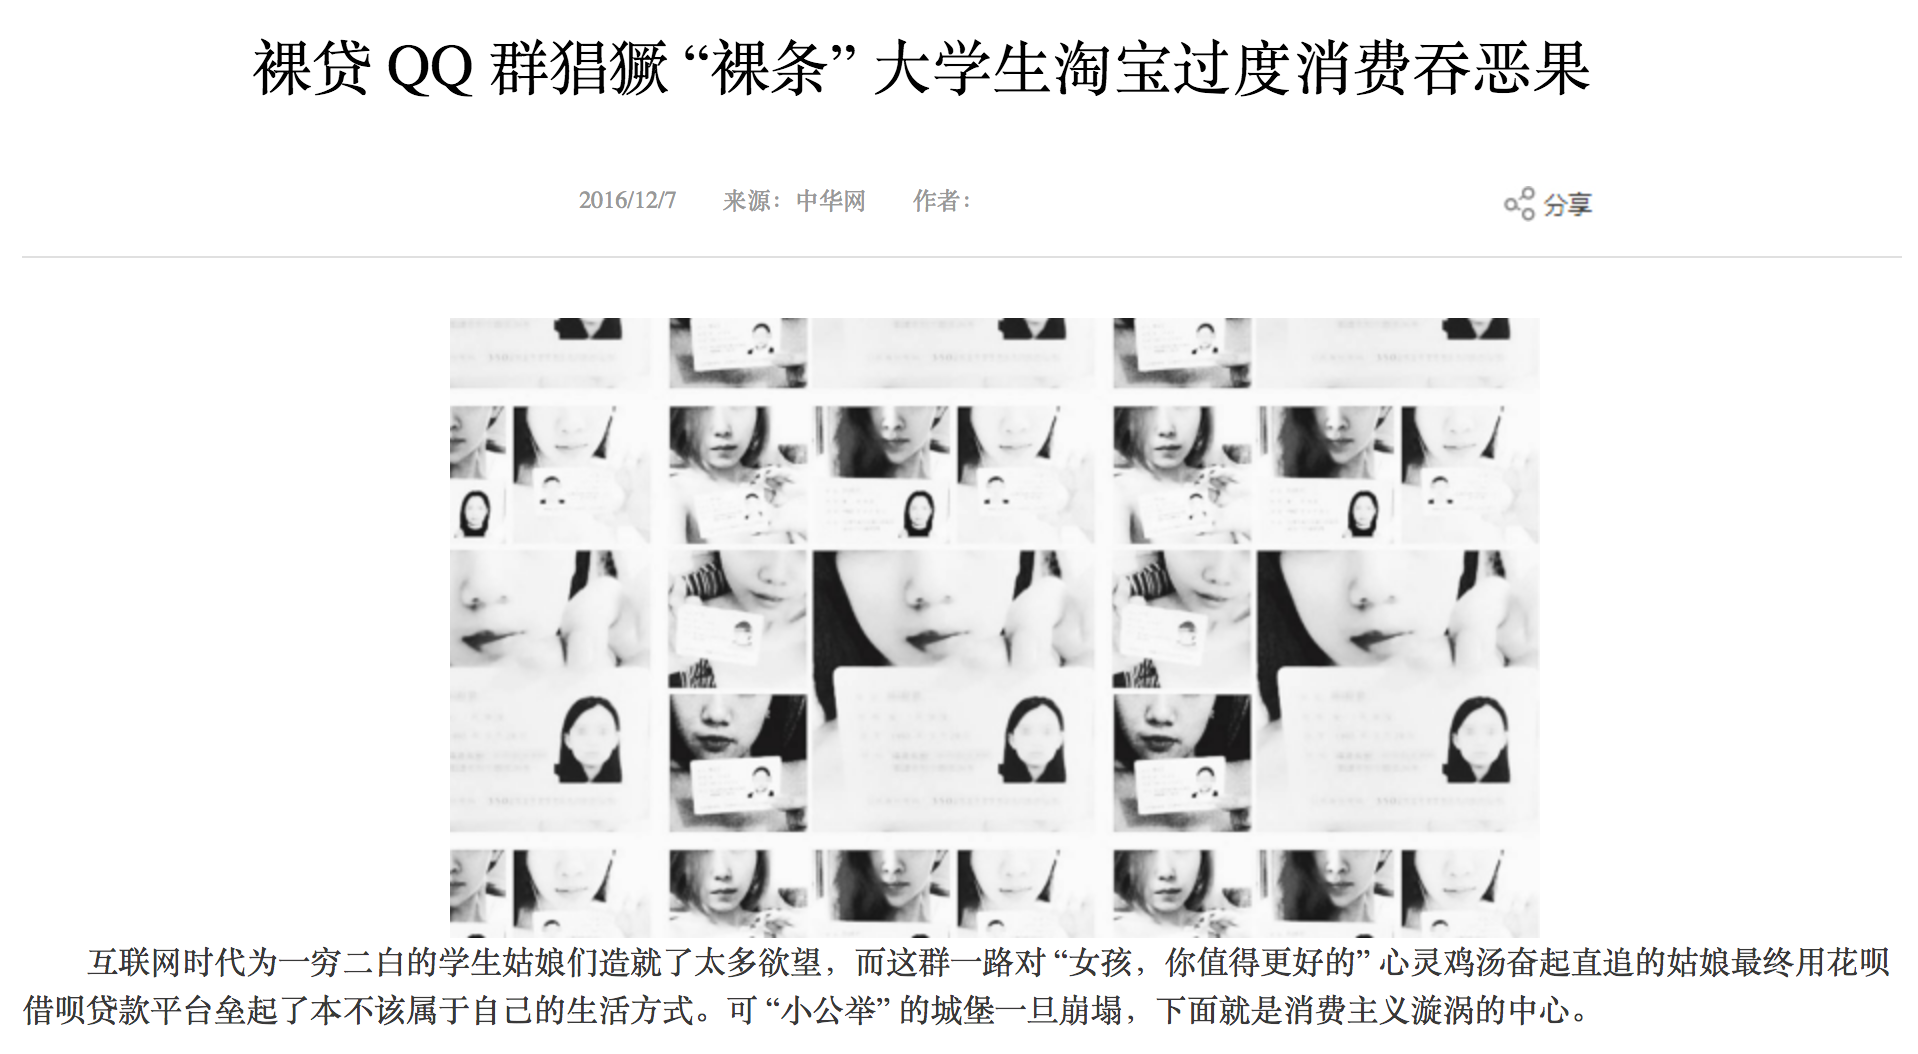 裸贷 QQ 群猖獗 “裸条” 大学生淘宝过度消费吞恶果
2016/12/7 来源：中华网 作者：
分享
互联网时代为一穷二白的学生姑娘们造就了太多欲望，而这群一路对 “女孩，你值得更好的” 心灵鸡汤奋起直追的姑娘最终用花呗
借呗贷款平台垒起了本不该属于自己的生活方式。可 “小公举” 的城堡一旦崩塌，下面就是消费主义漩涡的中心。